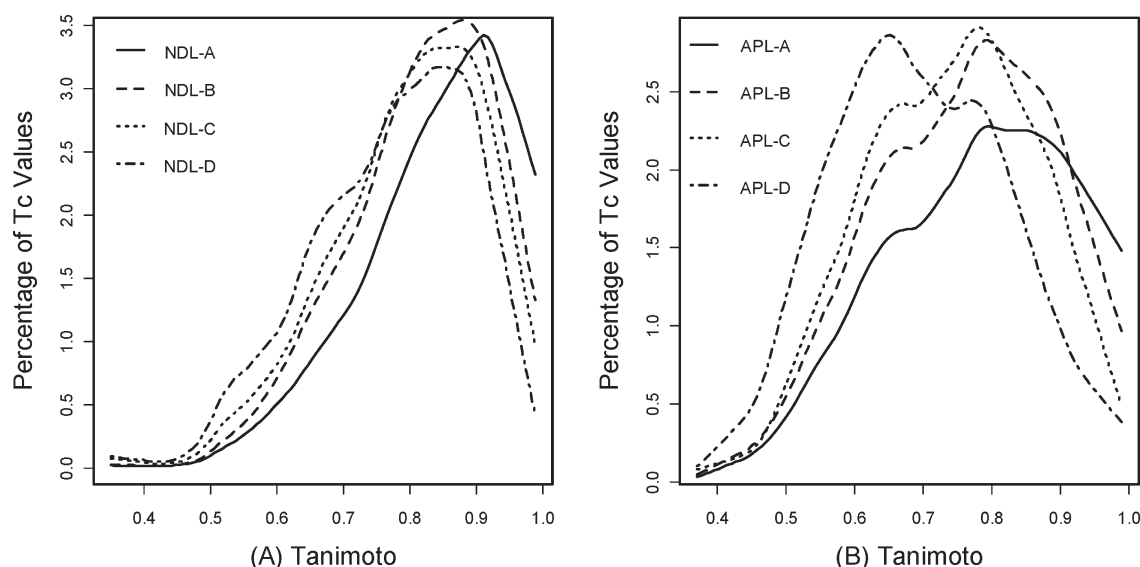 Percentage of Tc Values
3.5
3.0
2.5
2.0
1.5
1.0
0.5
0.0
NDL-A
NDL-B
NDL-C
NDL-D
0.4 0.5 0.6 0.7 0.8 0.9 1.0
(A) Tanimoto
Percentage of Tc Values
2.5
2.0
1.5
1.0
0.5
0.0
APL-A
APL-B
APL-C
APL-D
0.4 0.5 0.6 0.7 0.8 0.9 1.0
(B) Tanimoto